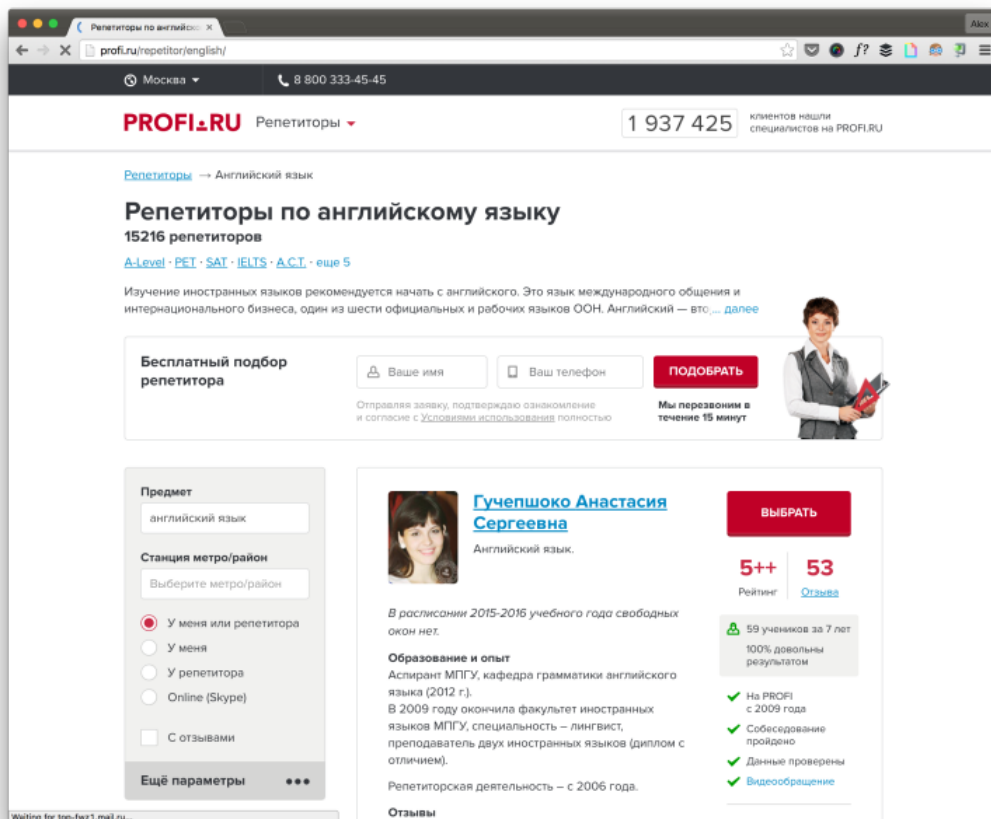 Репетиторы по английско
Alex
profi.ru/repetitor/english/
f?
Москва
8 800 333-45-45
PROFI.RU
Репетиторы
1 937 425
клиентов нашли
специалистов на PROFI.RU
Репетиторы → Английский язык
Репетиторы по английскому языку
15216 репетиторов
A-Level · PET · SAT · IELTS · A.C.T. · еще 5
Изучение иностранных языков рекомендуется начать с английского. Это язык международного общения и
интернационального бизнеса, один из шести официальных и рабочих языков ООН. Английский — вто... далее
Бесплатный подбор
репетитора
Ваше имя
Ваш телефон
ПОДОБРАТЬ
Отправляя заявку, подтверждаю ознакомление
и согласие с Условиями использования полностью
Мы перезвоним в
течение 15 минут
Предмет
английский язык
Станция метро/район
Выберите метро/район
У меня или репетитора
У меня
У репетитора
Online (Skype)
С отзывами
Ещё параметры
Гучепшоко Анастасия
Сергеевна
Английский язык.
В расписании 2015-2016 учебного года свободных
окон нет.
Образование и опыт
Аспирант МПГУ, кафедра грамматики английского
языка (2012 г.).
В 2009 году окончила факультет иностранных
языков МПГУ, специальность – лингвист,
преподаватель двух иностранных языков (диплом с
отличием).
Репетиторская деятельность – с 2006 года.
Отзывы
ВЫБРАТЬ
5++
Рейтинг
53
Отзыва
59 учеников за 7 лет
100% довольны
результатом
На PROFI
с 2009 года
Собеседование
пройдено
Данные проверены
Видеообращение
Waiting for top-fwz1.mail.ru...